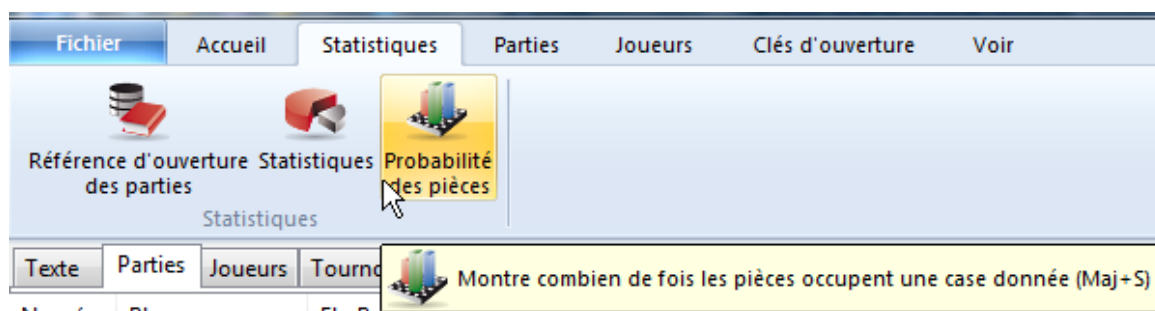 Fichier Accueil Statistiques Parties Joueurs Clés d'ouverture Voir
Référence d'ouverture des parties
Statistiques
Probabilité des pièces
Statistiques
Texte Parties Joueurs
Montre combien de fois les pièces occupent une case donnée (Maj+S)